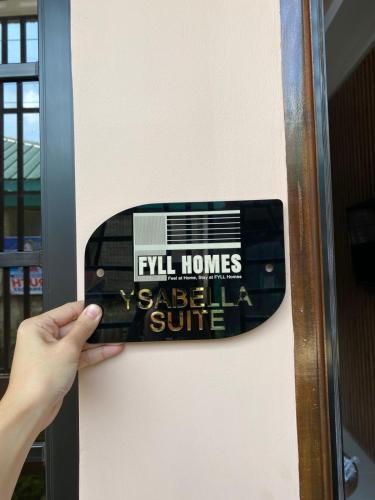 FYLL HOMES
Feel at Home, Stay at FYLL Homes
YSABELLA
SUITE